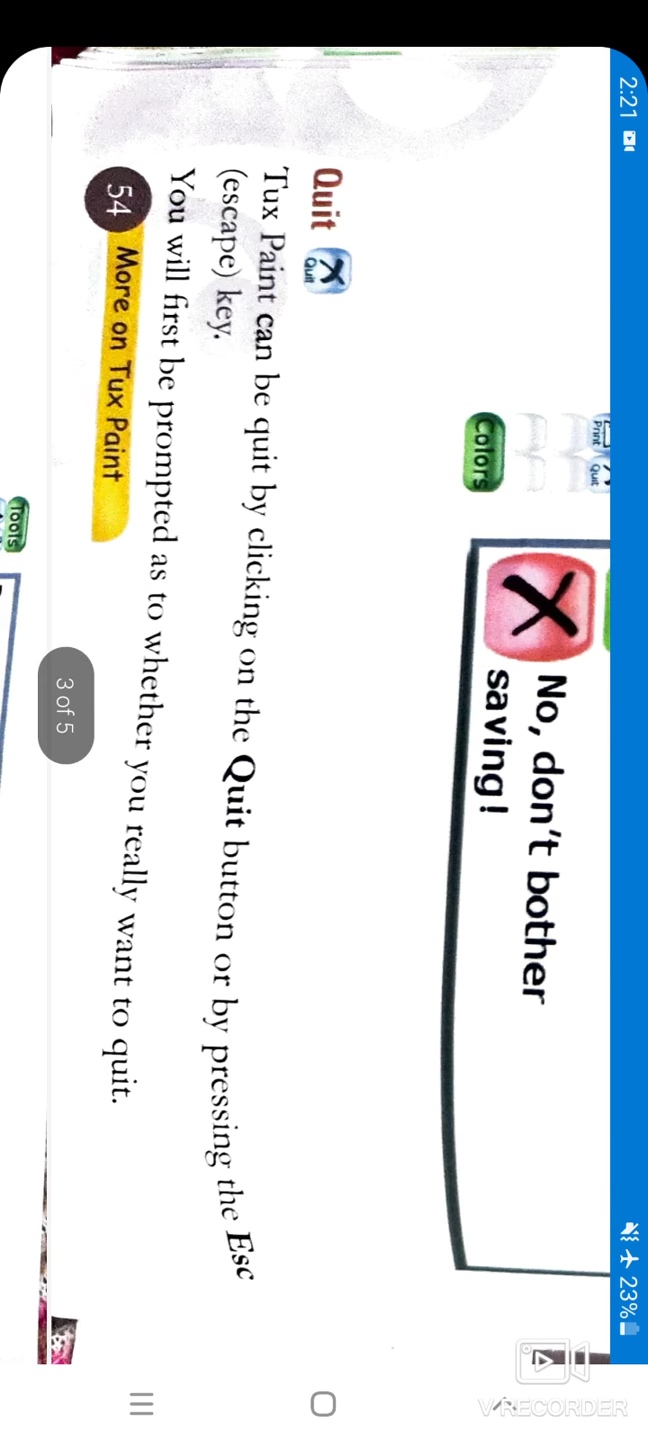 2:21
23%
Print
Quit
Colors
No, don't bother
saving!
Quit
Quit
Tux Paint can be quit by clicking on the Quit button or by pressing the Esc
(escape) key.
You will first be prompted as to whether you really want to quit.
54 More on Tux Paint
3 of 5
Tools
V RECORDER